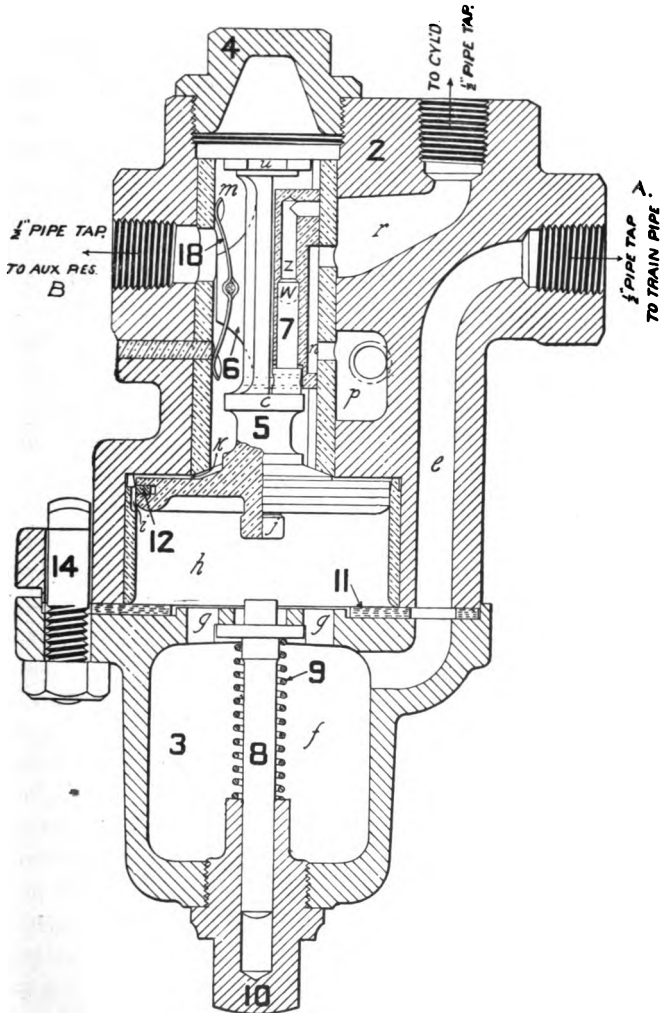 4
TO CYL'D.
½" PIPE TAP.
2
u
m
½" PIPE TAP.
18
TO AUX. RES.
B
r
A
½" PIPE TAP
TO TRAIN PIPE.
Z
W
7
6
n
p
c
5
e
k
i
12
j
14
h
11
g
g
9
3
8
f
10